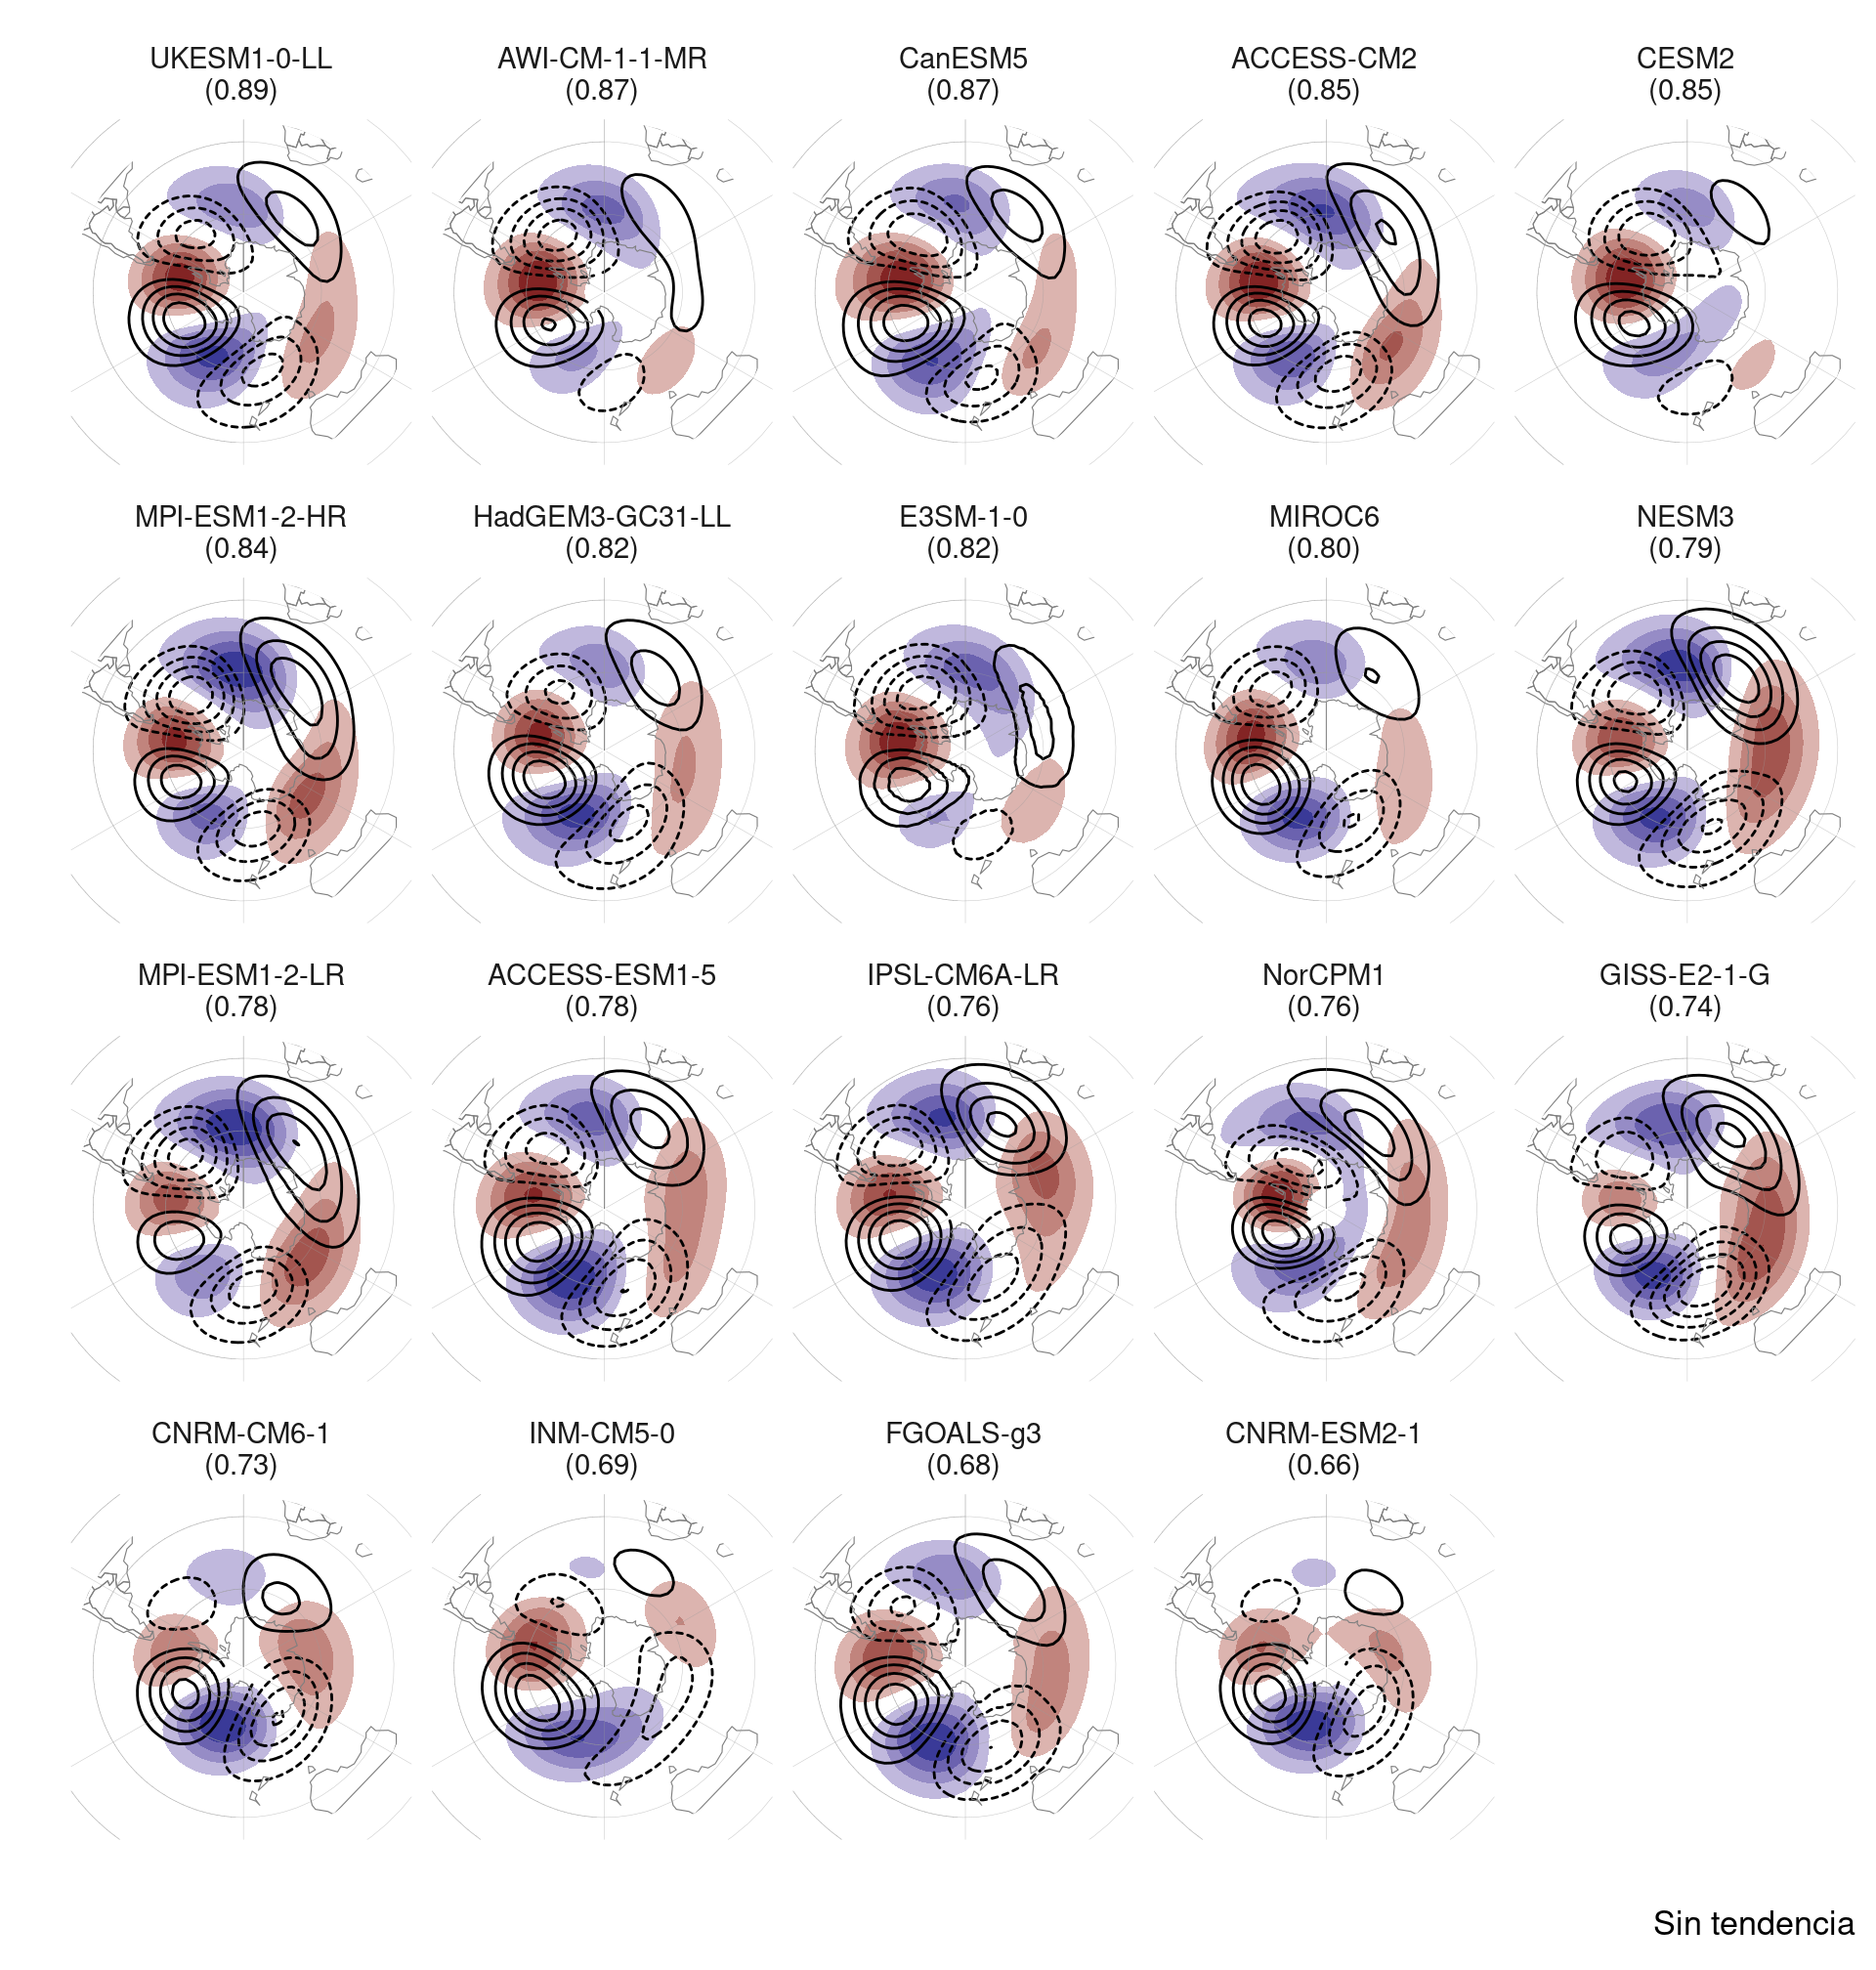 UKESM1-0-LL
(0.89)
AWI-CM-1-1-MR
(0.87)
CanESM5
(0.87)
ACCESS-CM2
(0.85)
CESM2
(0.85)
MPI-ESM1-2-HR
(0.84)
HadGEM3-GC31-LL
(0.82)
E3SM-1-0
(0.82)
MIROC6
(0.80)
NESM3
(0.79)
MPI-ESM1-2-LR
(0.78)
ACCESS-ESM1-5
(0.78)
IPSL-CM6A-LR
(0.76)
NorCPM1
(0.76)
GISS-E2-1-G
(0.74)
CNRM-CM6-1
(0.73)
INM-CM5-0
(0.69)
FGOALS-g3
(0.68)
CNRM-ESM2-1
(0.66)
Sin tendencia